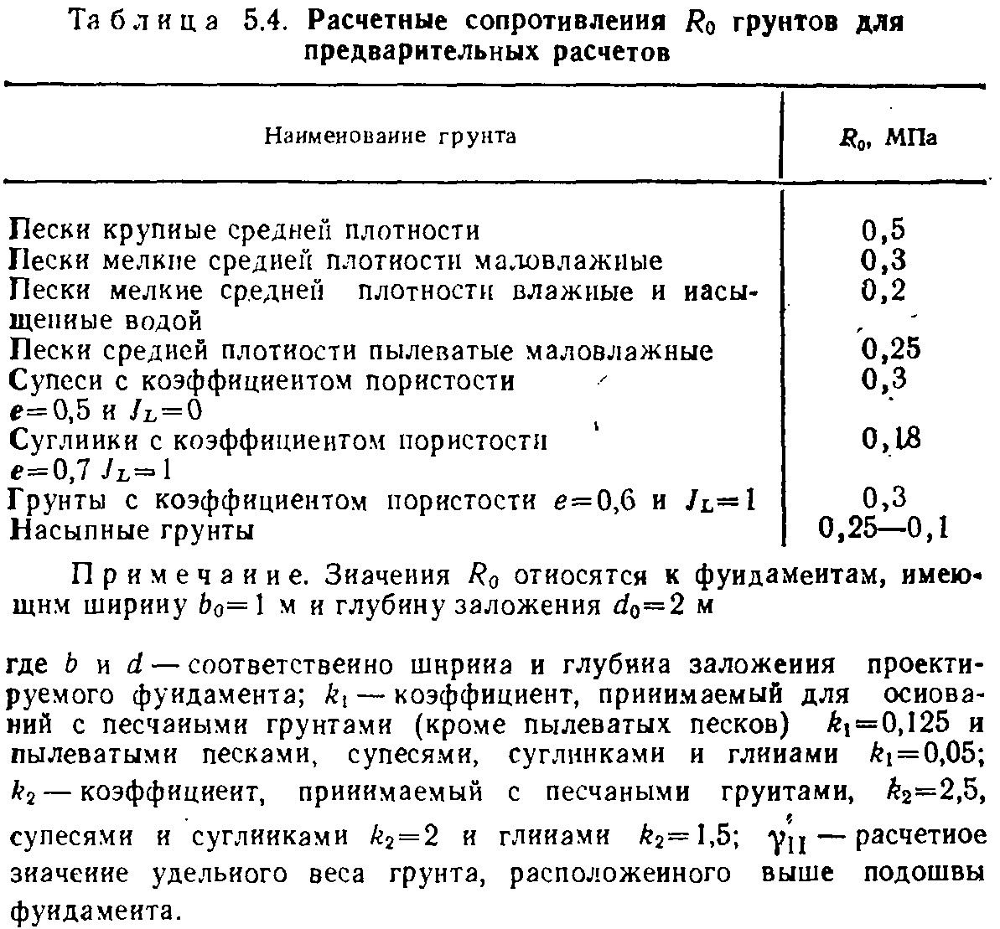 Таблица 5.4. Расчетные сопротивления R₀ грунтов для
предварительных расчетов
Наименование грунта
R₀, МПа
Пески крупные средней плотности 0,5
Пески мелкие средней плотности маловлажные 0,3
Пески мелкие средней плотности влажные и насы- 0,2
щенные водой
Пески средней плотности пылеватые маловлажные 0,25
Супеси с коэффициентом пористости 0,3
e=0,5 и J_L=0
Суглинки с коэффициентом пористости 0,18
e=0,7 J_L=1
Грунты с коэффициентом пористости e=0,6 и J_L=1 0,3
Насыпные грунты 0,25—0,1
Примечание. Значения R₀ относятся к фундаментам, имею-
щим ширину b₀=1 м и глубину заложения d₀=2 м
где b и d — соответственно ширина и глубина заложения проекти-
руемого фундамента; k₁ — коэффициент, принимаемый для основа-
ний с песчаными грунтами (кроме пылеватых песков) k₁=0,125 и
пылеватыми песками, супесями, суглинками и глинами k₁=0,05;
k₂ — коэффициент, принимаемый с песчаными грунтами, k₂=2,5,
супесями и суглинками k₂=2 и глинами k₂=1,5; γ′_II — расчетное
значение удельного веса грунта, расположенного выше подошвы
фундамента.